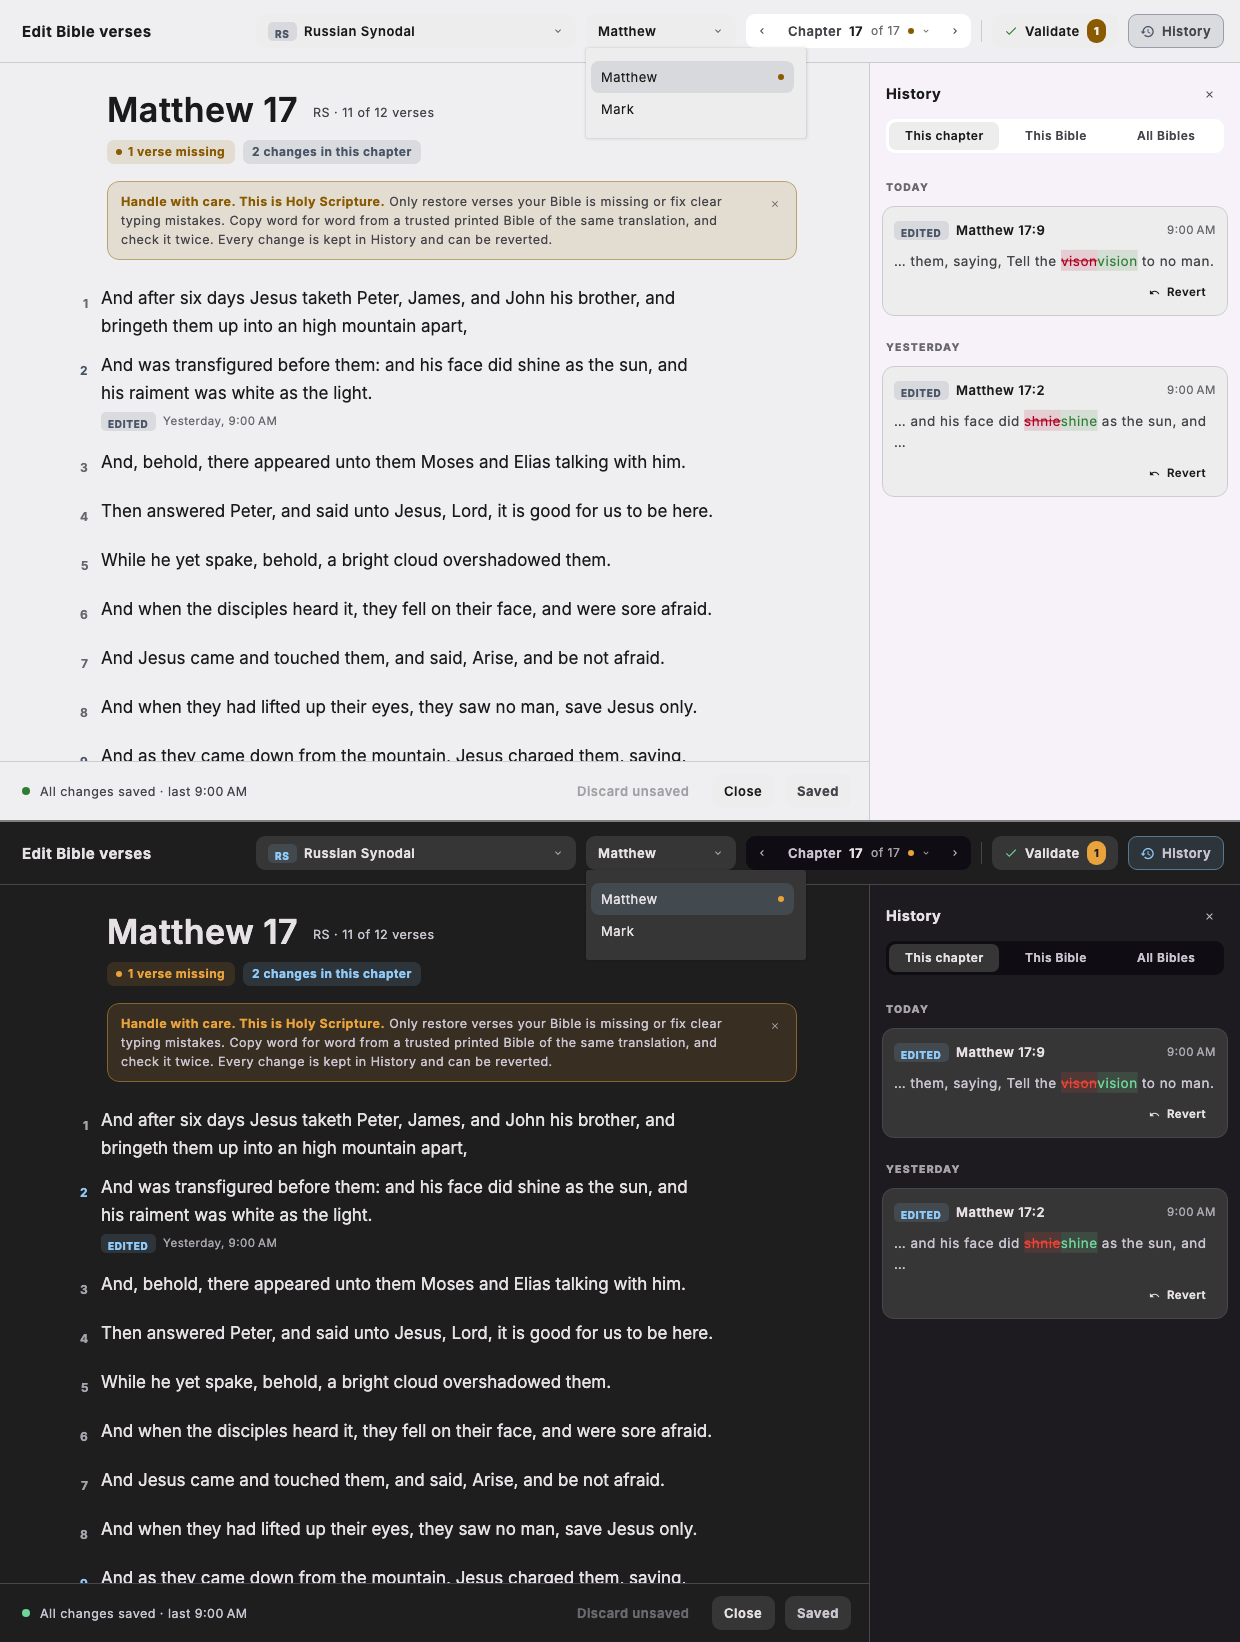 Edit Bible verses
RS Russian Synodal
Matthew
Chapter 17 of 17
Validate 1
History
Matthew
Mark
Matthew 17 RS · 11 of 12 verses
1 verse missing
2 changes in this chapter
Handle with care. This is Holy Scripture. Only restore verses your Bible is missing or fix clear
typing mistakes. Copy word for word from a trusted printed Bible of the same translation, and
check it twice. Every change is kept in History and can be reverted.
×
1 And after six days Jesus taketh Peter, James, and John his brother, and
bringeth them up into an high mountain apart,
2 And was transfigured before them: and his face did shine as the sun, and
his raiment was white as the light.
EDITED Yesterday, 9:00 AM
3 And, behold, there appeared unto them Moses and Elias talking with him.
4 Then answered Peter, and said unto Jesus, Lord, it is good for us to be here.
5 While he yet spake, behold, a bright cloud overshadowed them.
6 And when the disciples heard it, they fell on their face, and were sore afraid.
7 And Jesus came and touched them, and said, Arise, and be not afraid.
8 And when they had lifted up their eyes, they saw no man, save Jesus only.
9 And as they came down from the mountain, Jesus charged them, saying,
All changes saved · last 9:00 AM
Discard unsaved
Close
Saved
History
×
This chapter
This Bible
All Bibles
TODAY
EDITED Matthew 17:9 9:00 AM
... them, saying, Tell the visonvision to no man.
Revert
YESTERDAY
EDITED Matthew 17:2 9:00 AM
... and his face did shnieshine as the sun, and
...
Revert
Edit Bible verses
RS Russian Synodal
Matthew
Chapter 17 of 17
Validate 1
History
Matthew
Mark
Matthew 17 RS · 11 of 12 verses
1 verse missing
2 changes in this chapter
Handle with care. This is Holy Scripture. Only restore verses your Bible is missing or fix clear
typing mistakes. Copy word for word from a trusted printed Bible of the same translation, and
check it twice. Every change is kept in History and can be reverted.
×
1 And after six days Jesus taketh Peter, James, and John his brother, and
bringeth them up into an high mountain apart,
2 And was transfigured before them: and his face did shine as the sun, and
his raiment was white as the light.
EDITED Yesterday, 9:00 AM
3 And, behold, there appeared unto them Moses and Elias talking with him.
4 Then answered Peter, and said unto Jesus, Lord, it is good for us to be here.
5 While he yet spake, behold, a bright cloud overshadowed them.
6 And when the disciples heard it, they fell on their face, and were sore afraid.
7 And Jesus came and touched them, and said, Arise, and be not afraid.
8 And when they had lifted up their eyes, they saw no man, save Jesus only.
9 And as they came down from the mountain, Jesus charged them, saying,
All changes saved · last 9:00 AM
Discard unsaved
Close
Saved
History
×
This chapter
This Bible
All Bibles
TODAY
EDITED Matthew 17:9 9:00 AM
... them, saying, Tell the visonvision to no man.
Revert
YESTERDAY
EDITED Matthew 17:2 9:00 AM
... and his face did shnieshine as the sun, and
...
Revert